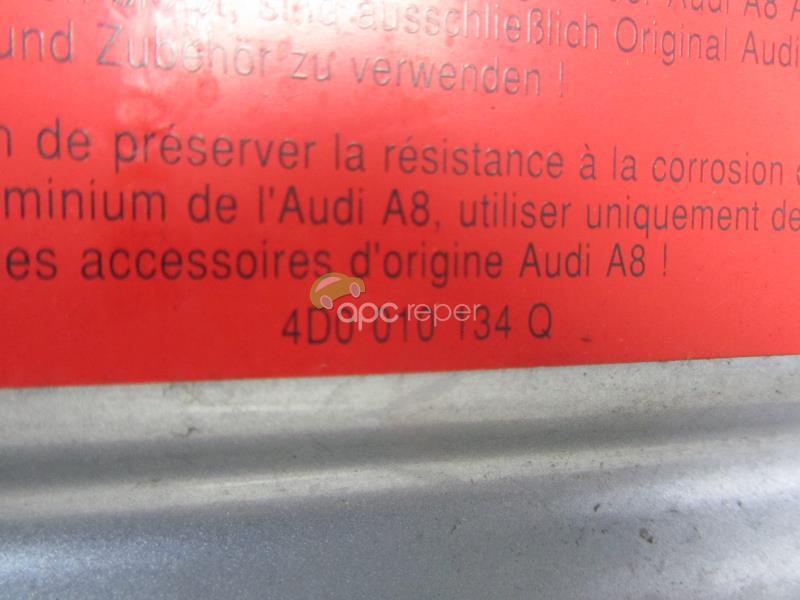 sind ausschließlich Original Audi
und Zubehör zu verwenden !
n de préserver la résistance à la corrosion
minium de l'Audi A8, utiliser uniquement de
es accessoires d'origine Audi A8 !
apc reper
4D0 010 134 Q